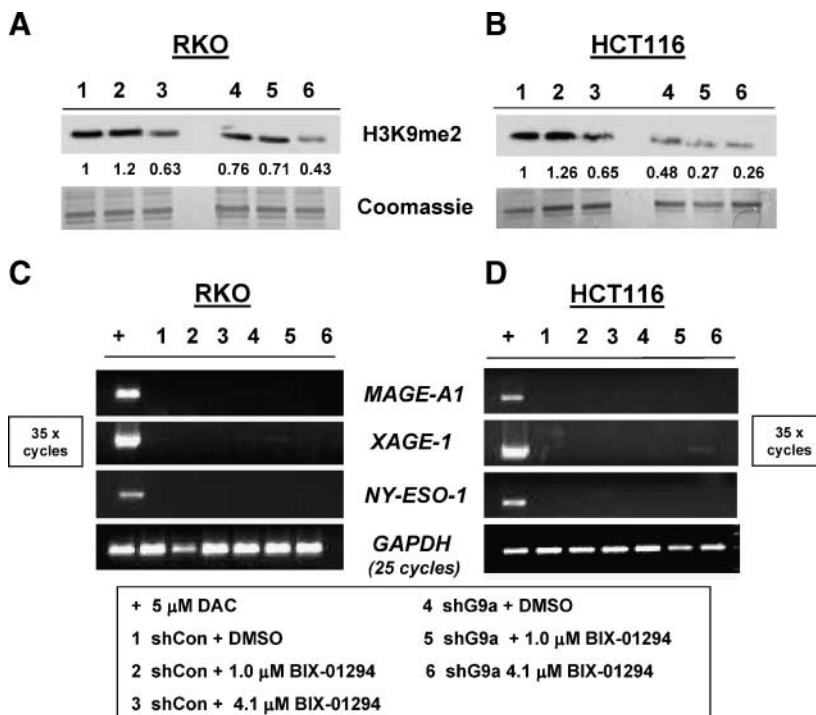 A
RKO
1 2 3 4 5 6
H3K9me2
1 1.2 0.63 0.76 0.71 0.43
Coomassie
B
HCT116
1 2 3 4 5 6
1 1.26 0.65 0.48 0.27 0.26
C
RKO
+ 1 2 3 4 5 6
35 x
cycles
MAGE-A1
XAGE-1
NY-ESO-1
GAPDH
(25 cycles)
D
HCT116
+ 1 2 3 4 5 6
35 x
cycles
+ 5 μM DAC
1 shCon + DMSO
2 shCon + 1.0 μM BIX-01294
3 shCon + 4.1 μM BIX-01294
4 shG9a + DMSO
5 shG9a + 1.0 μM BIX-01294
6 shG9a 4.1 μM BIX-01294